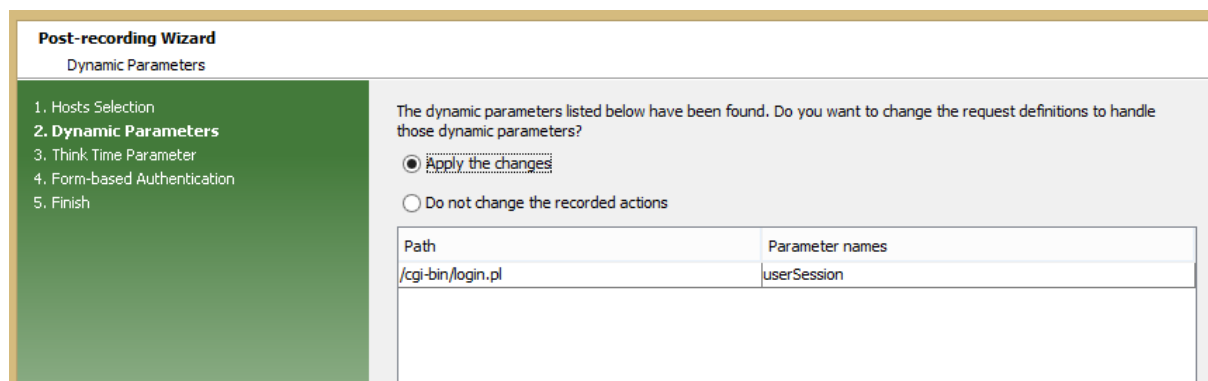 Post-recording Wizard
Dynamic Parameters
1. Hosts Selection
2. Dynamic Parameters
3. Think Time Parameter
4. Form-based Authentication
5. Finish
The dynamic parameters listed below have been found. Do you want to change the request definitions to handle
those dynamic parameters?
Apply the changes
Do not change the recorded actions
Path Parameter names
/cgi-bin/login.pl userSession